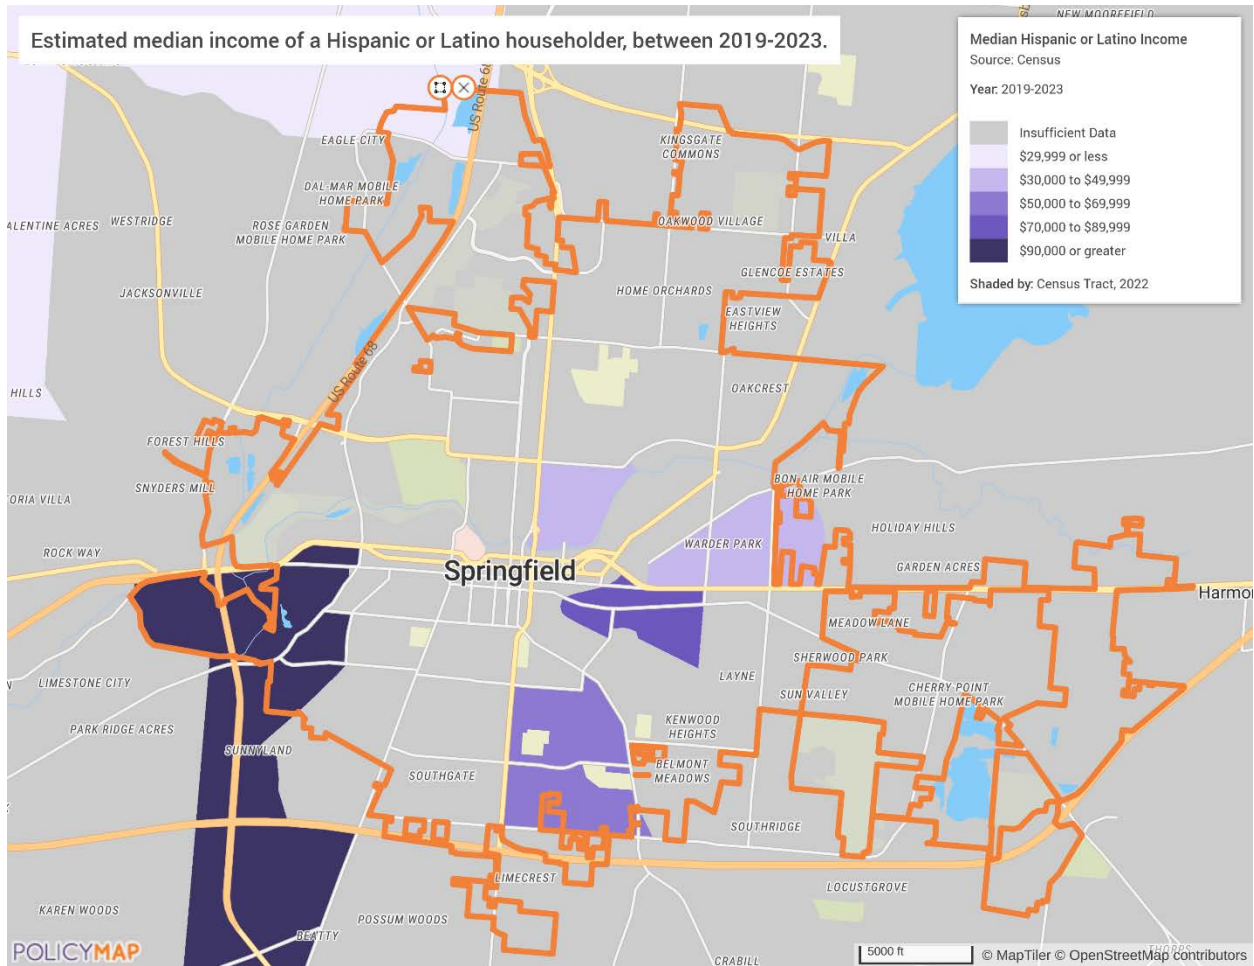 Estimated median income of a Hispanic or Latino householder, between 2019-2023.
NEW MOOREFIELD
Median Hispanic or Latino Income
Source: Census
Year: 2019-2023
Insufficient Data
$29,999 or less
$30,000 to $49,999
$50,000 to $69,999
$70,000 to $89,999
$90,000 or greater
Shaded by: Census Tract, 2022
US Route 68
EAGLE CITY
KINGSGATE
COMMONS
DAL-MAR MOBILE
HOME PARK
ALENTINE ACRES
WESTRIDGE
ROSE GARDEN
MOBILE HOME PARK
OAKWOOD VILLAGE
VILLA
GLENCOE ESTATES
JACKSONVILLE
HOME ORCHARDS
EASTVIEW
HEIGHTS
US Route 68
HILLS
OAKCREST
FOREST HILLS
SNYDERS MILL
ORIA VILLA
BON AIR MOBILE
HOME PARK
HOLIDAY HILLS
ROCK WAY
WARDER PARK
Springfield
GARDEN ACRES
Harmo
MEADOW LANE
SHERWOOD PARK
LIMESTONE CITY
LAYNE
SUN VALLEY
CHERRY POINT
MOBILE HOME PARK
PARK RIDGE ACRES
KENWOOD
HEIGHTS
SUNNYLAND
SOUTHGATE
BELMONT
MEADOWS
SOUTHRIDGE
LIMECREST
LOCUSTGROVE
KAREN WOODS
POSSUM WOODS
BEATTY
THORPS
CRABILL
POLICYMAP
5000 ft
© MapTiler © OpenStreetMap contributors